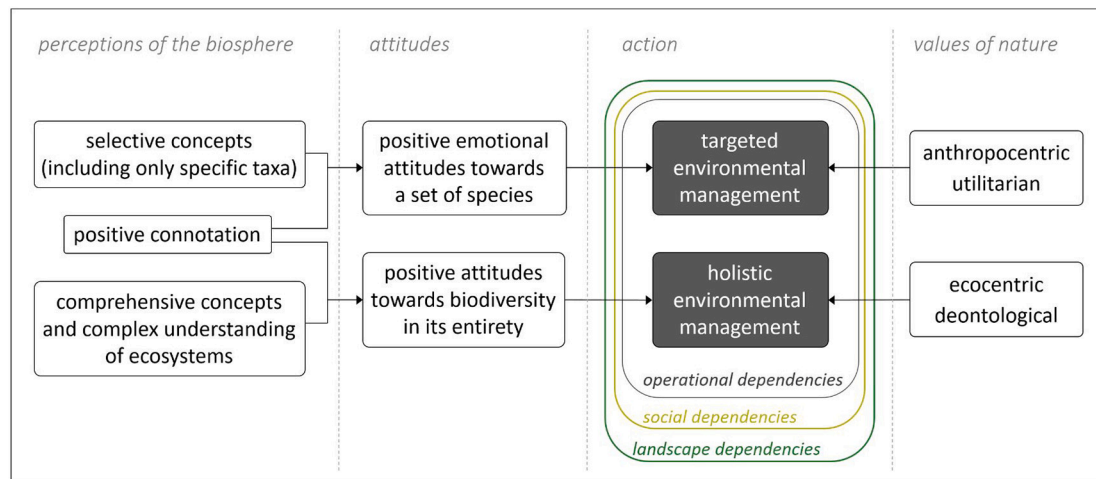 perceptions of the biosphere
attitudes
action
values of nature
selective concepts
(including only specific taxa)
positive connotation
comprehensive concepts
and complex understanding
of ecosystems
positive emotional
attitudes towards
a set of species
positive attitudes
towards biodiversity
in its entirety
targeted
environmental
management
holistic
environmental
management
operational dependencies
social dependencies
landscape dependencies
anthropocentric
utilitarian
ecocentric
deontological